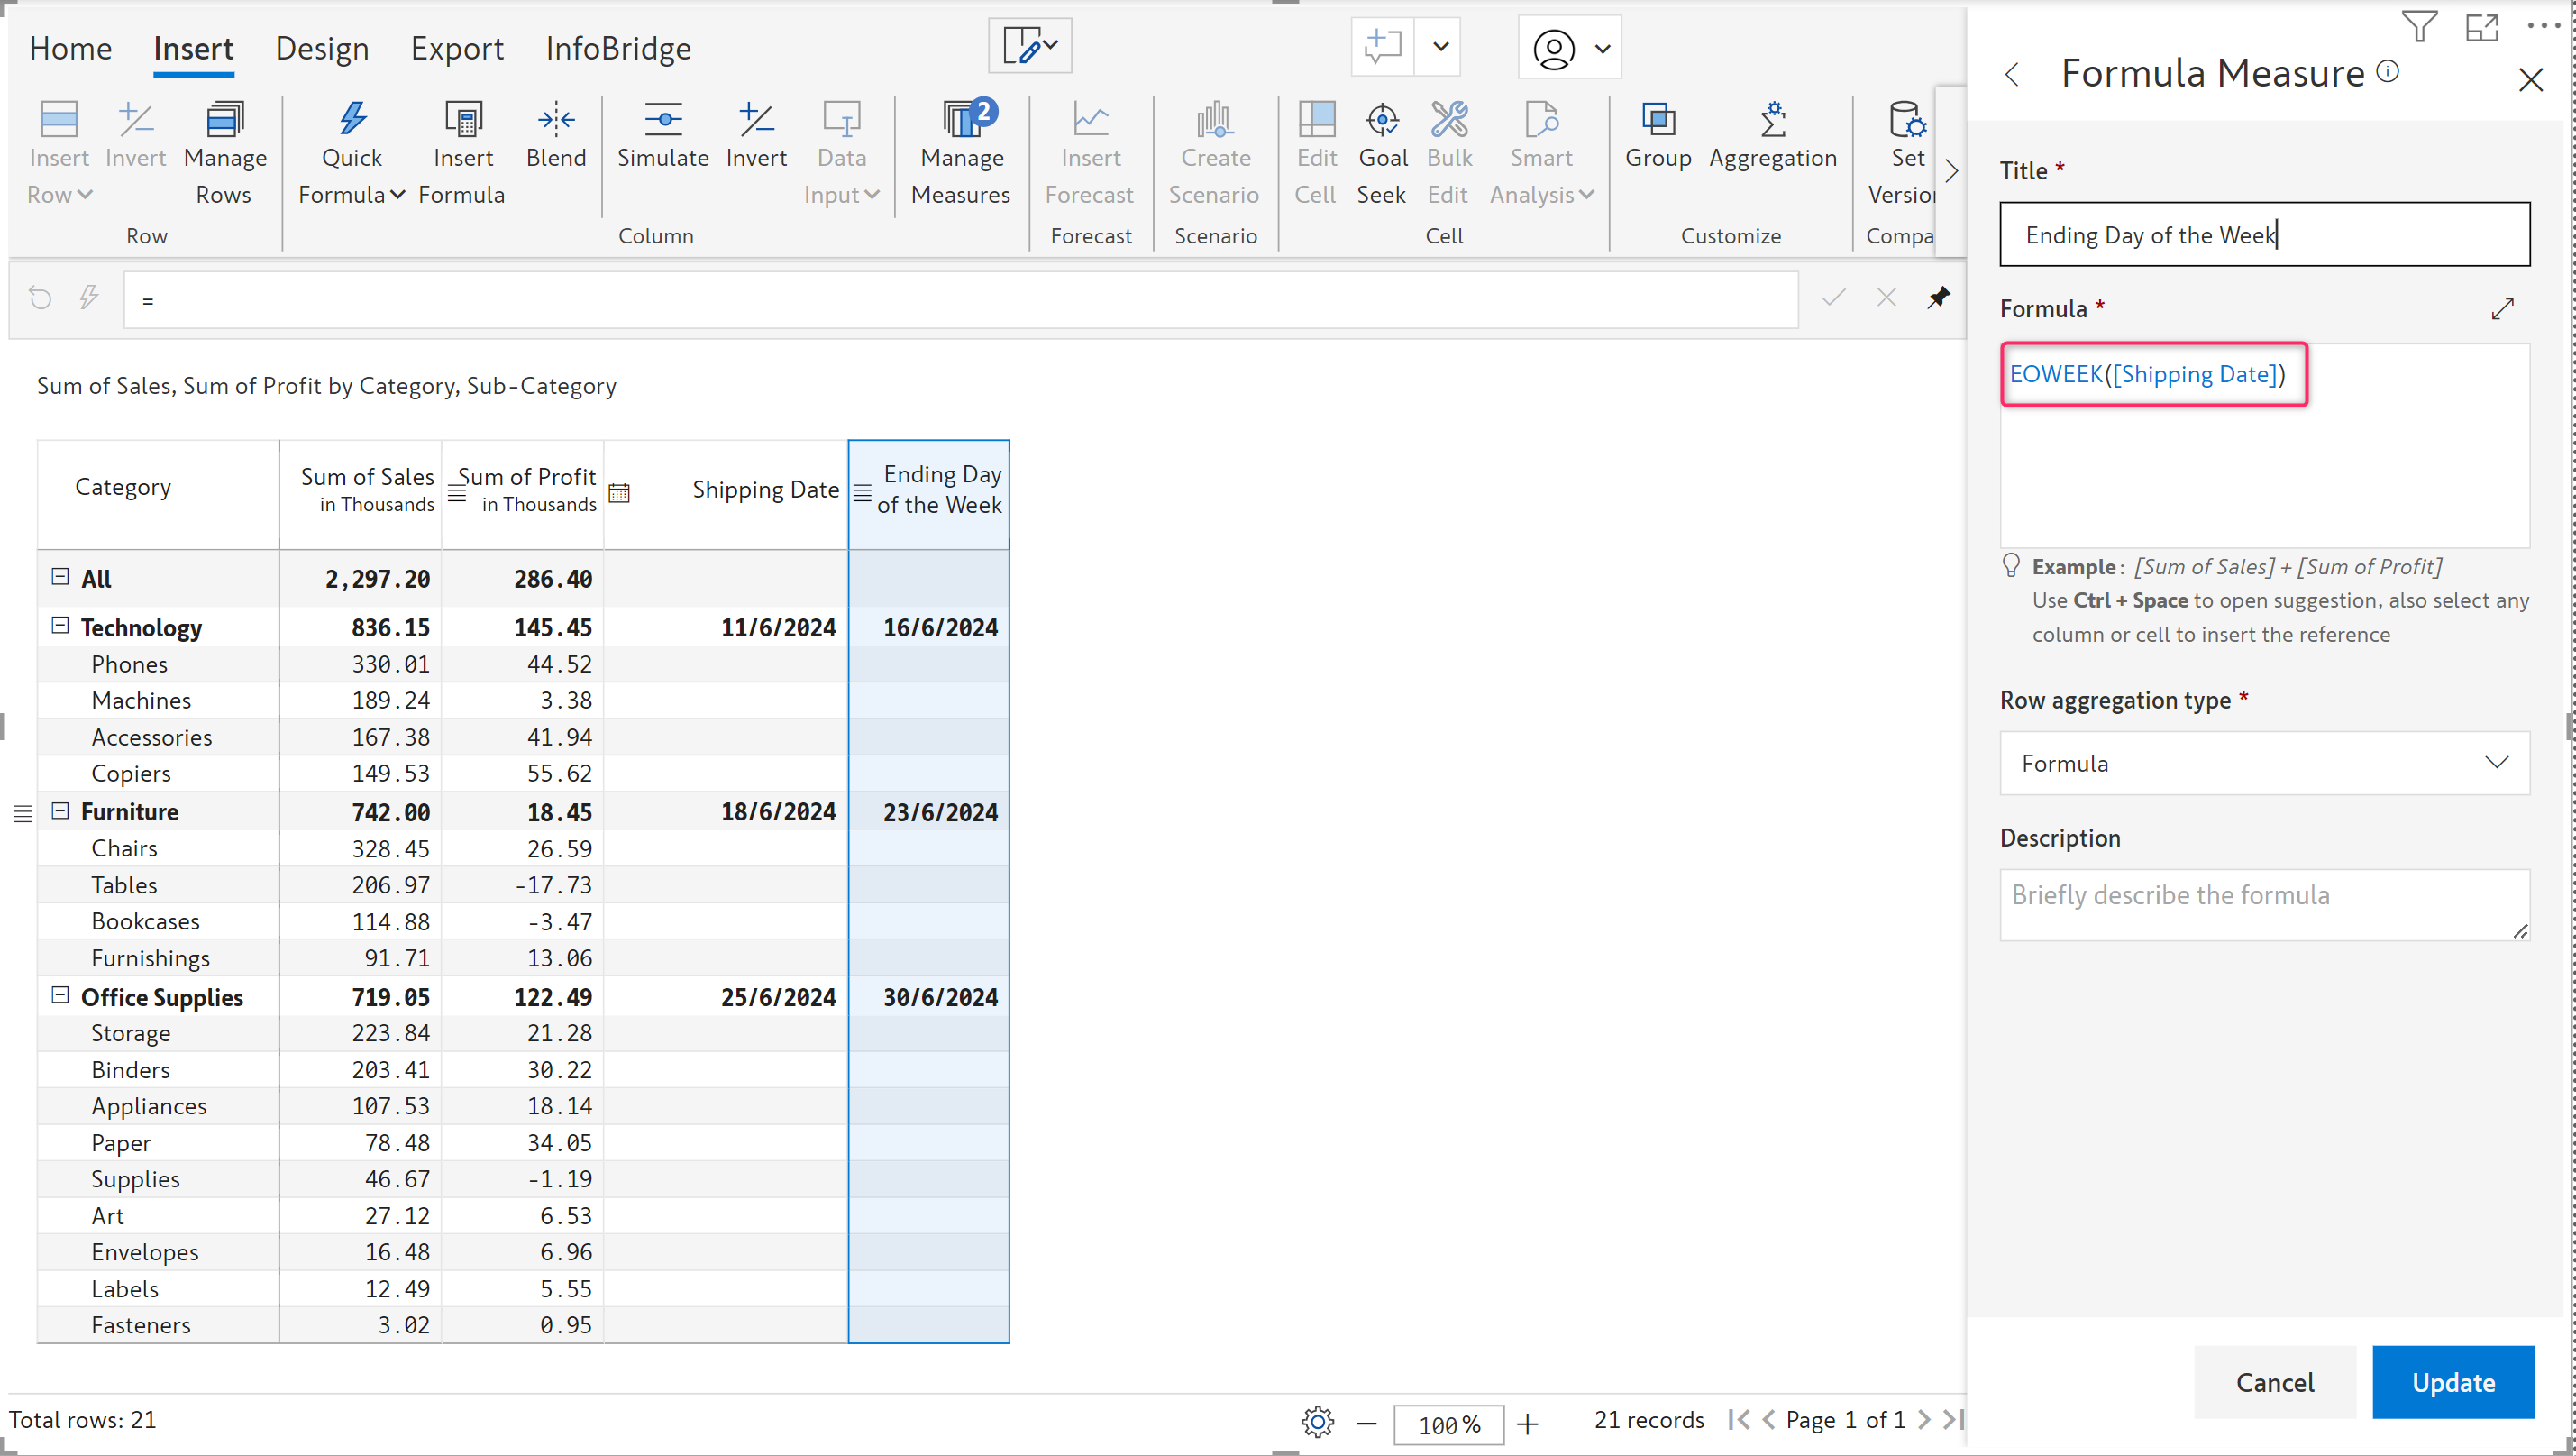 Home Insert Design Export InfoBridge
Insert Row
Invert
Manage Rows
Row
Quick Formula
Insert Formula
Blend
Simulate
Invert
Data Input
2
Manage Measures
Column
Insert Forecast
Forecast
Create Scenario
Scenario
Edit Cell
Goal Seek
Bulk Edit
Smart Analysis
Cell
Group
Aggregation
Customize
Set
=
Sum of Sales, Sum of Profit by Category, Sub-Category
Category Sum of Sales in Thousands Sum of Profit in Thousands Shipping Date Ending Day of the Week
All 2,297.20 286.40
Technology 836.15 145.45 11/6/2024 16/6/2024
Phones 330.01 44.52
Machines 189.24 3.38
Accessories 167.38 41.94
Copiers 149.53 55.62
Furniture 742.00 18.45 18/6/2024 23/6/2024
Chairs 328.45 26.59
Tables 206.97 -17.73
Bookcases 114.88 -3.47
Furnishings 91.71 13.06
Office Supplies 719.05 122.49 25/6/2024 30/6/2024
Storage 223.84 21.28
Binders 203.41 30.22
Appliances 107.53 18.14
Paper 78.48 34.05
Supplies 46.67 -1.19
Art 27.12 6.53
Envelopes 16.48 6.96
Labels 12.49 5.55
Fasteners 3.02 0.95
Total rows: 21
100 %
21 records
Page 1 of 1
Formula Measure
Title *
Ending Day of the Week
Formula *
EOWEEK([Shipping Date])
Example : [Sum of Sales] + [Sum of Profit]
Use Ctrl + Space to open suggestion, also select any
column or cell to insert the reference
Row aggregation type *
Formula
Description
Briefly describe the formula
Cancel
Update